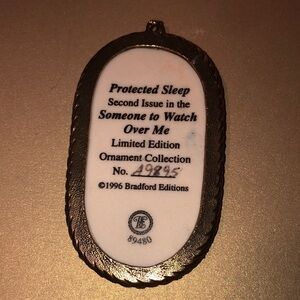 Protected Sleep
Second Issue in the
Someone to Watch
Over Me
Limited Edition
Ornament Collection
No. A9895
©1996 Bradford Editions
89480